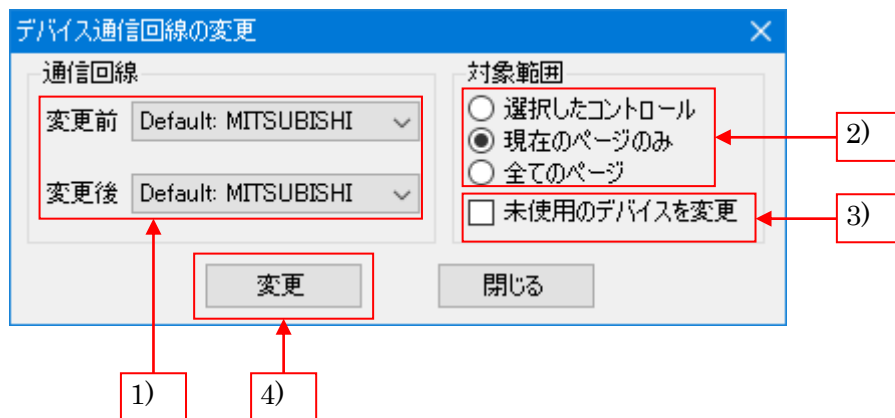 デバイス通信回線の変更
通信回線
変更前 Default: MITSUBISHI
変更後 Default: MITSUBISHI
対象範囲
選択したコントロール
現在のページのみ
全てのページ
未使用のデバイスを変更
変更
閉じる
2)
3)
1)
4)